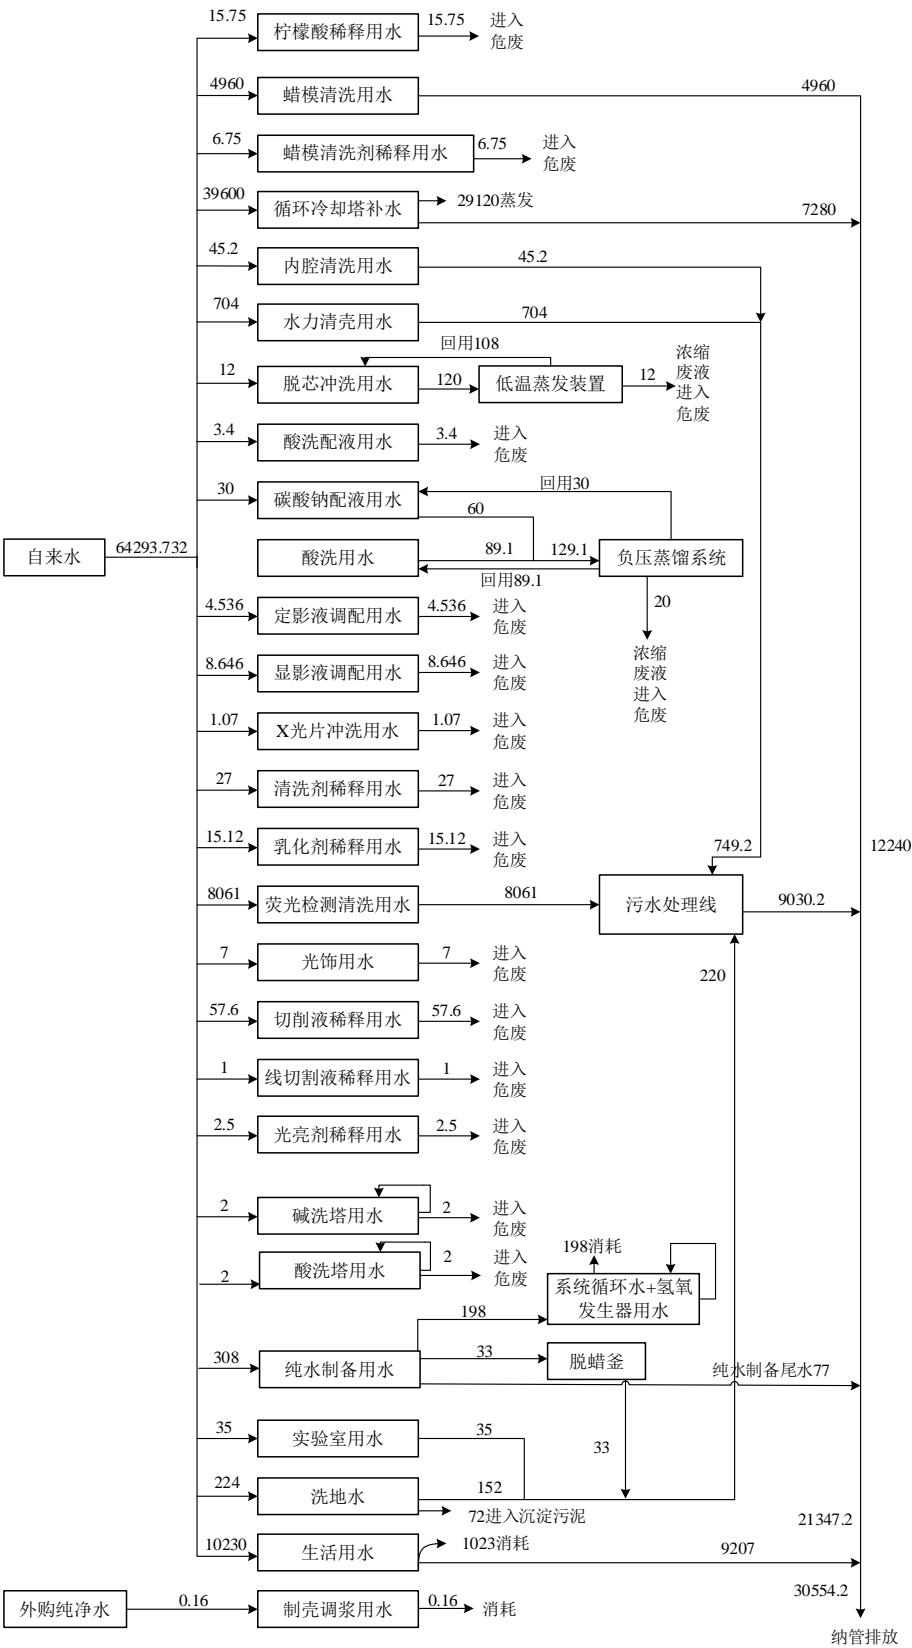 15.75
柠檬酸稀释用水
15.75
进入
危废
4960
蜡模清洗用水
4960
6.75
蜡模清洗剂稀释用水
6.75
进入
危废
39600
循环冷却塔补水
29120蒸发
7280
45.2
内腔清洗用水
45.2
704
水力清壳用水
704
回用108
12
脱芯冲洗用水
120
低温蒸发装置
12
浓缩
废液
进入
危废
3.4
酸洗配液用水
3.4
进入
危废
30
碳酸钠配液用水
回用30
60
自来水
64293.732
酸洗用水
89.1
129.1
负压蒸馏系统
回用89.1
20
浓缩
废液
进入
危废
4.536
定影液调配用水
4.536
进入
危废
8.646
显影液调配用水
8.646
进入
危废
1.07
X光片冲洗用水
1.07
进入
危废
27
清洗剂稀释用水
27
进入
危废
15.12
乳化剂稀释用水
15.12
进入
危废
749.2
12240
8061
荧光检测清洗用水
8061
污水处理线
9030.2
7
光饰用水
7
进入
危废
220
57.6
切削液稀释用水
57.6
进入
危废
1
线切割液稀释用水
1
进入
危废
2.5
光亮剂稀释用水
2.5
进入
危废
2
碱洗塔用水
2
进入
危废
2
酸洗塔用水
2
进入
危废
198消耗
系统循环水+氢氧
发生器用水
198
308
纯水制备用水
33
脱蜡釜
纯水制备尾水77
35
实验室用水
35
33
224
洗地水
152
72进入沉淀污泥
21347.2
10230
生活用水
1023消耗
9207
30554.2
外购纯净水
0.16
制壳调浆用水
0.16
消耗
纳管排放